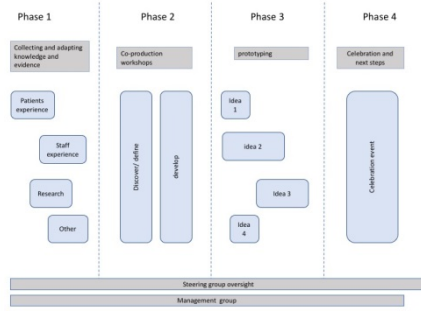 Phase 1
Phase 2
Phase 3
Phase 4
Collecting and adapting
knowledge and
evidence
Co-production
workshops
prototyping
Celebration and
next steps
Patients
experience
Staff
experience
Research
Other
Discover/ define
develop
Idea
1
Idea 2
Idea 3
Idea
4
Celebration event
Steering group oversight
Management group